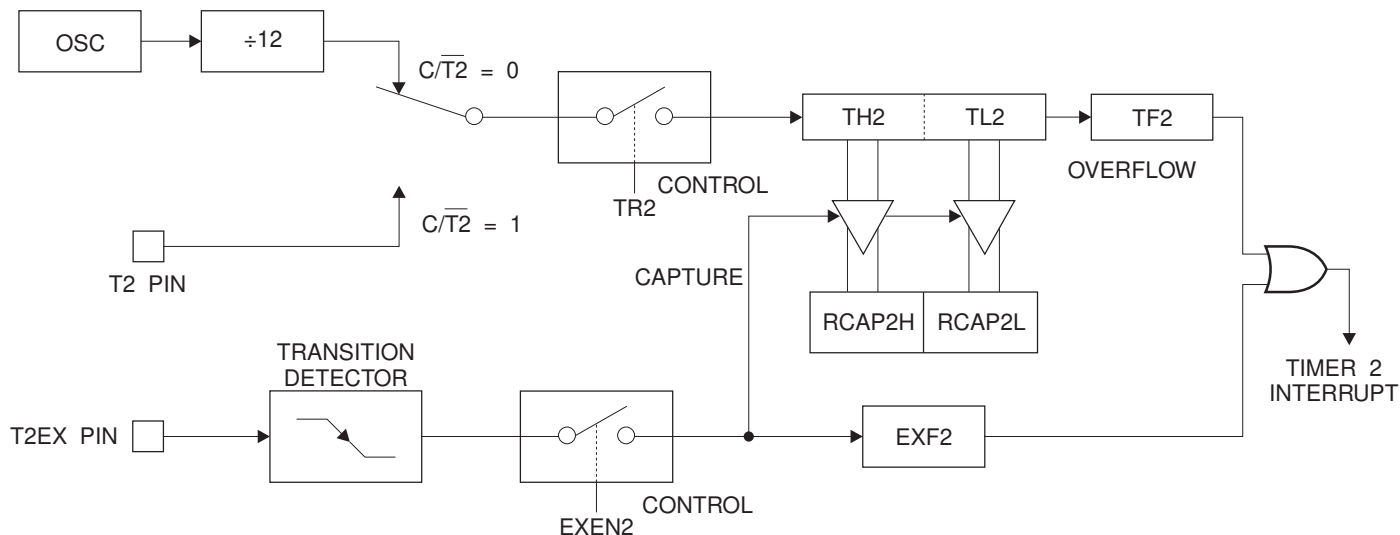 OSC
÷12
C/T2̅ = 0
TH2
TL2
TF2
OVERFLOW
CONTROL
TR2
C/T2̅ = 1
T2 PIN
CAPTURE
RCAP2H
RCAP2L
TRANSITION
DETECTOR
TIMER 2
INTERRUPT
T2EX PIN
EXF2
CONTROL
EXEN2